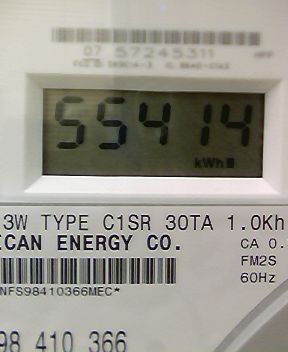 07 57245311
55414
kWh
3W TYPE C1SR 30TA 1.0Kh
ICAN ENERGY CO.
CA 0.
FM2S
NFS98410366MEC*
60Hz
98 410 366